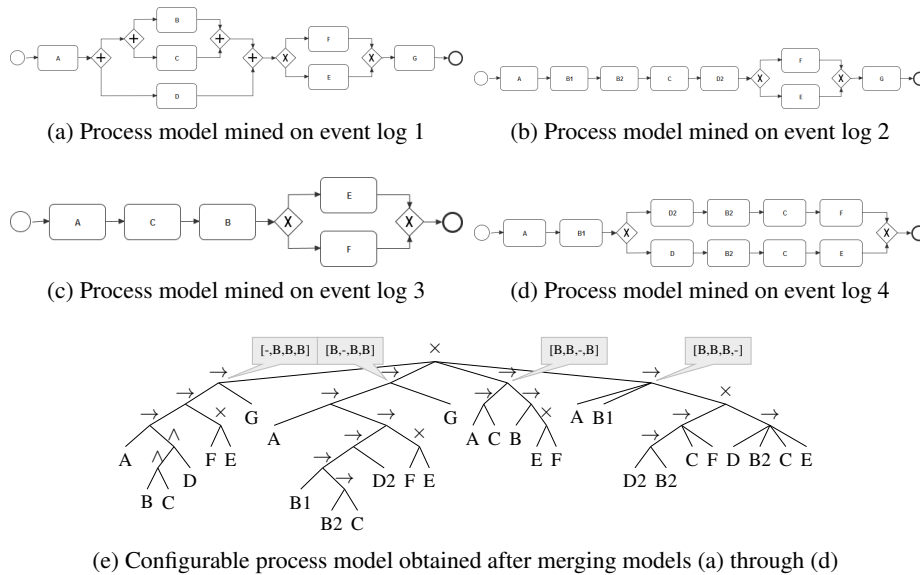 B
A
C
F
E
G
D
(a) Process model mined on event log 1
A
B1
B2
C
D2
F
E
G
(b) Process model mined on event log 2
A
C
B
E
F
(c) Process model mined on event log 3
A
B1
D2
B2
C
F
D
B2
C
E
(d) Process model mined on event log 4
[-,B,B,B]
[B,-,B,B]
×
[B,B,-,B]
[B,B,B,-]
→ → → →
→ × G → G → → A B1 ×
→ A → A C B × →
A ∧ F E → × E F → C F D B2 C E
∧ D → D2 F E D2 B2
B C B1 →
B2 C
(e) Configurable process model obtained after merging models (a) through (d)